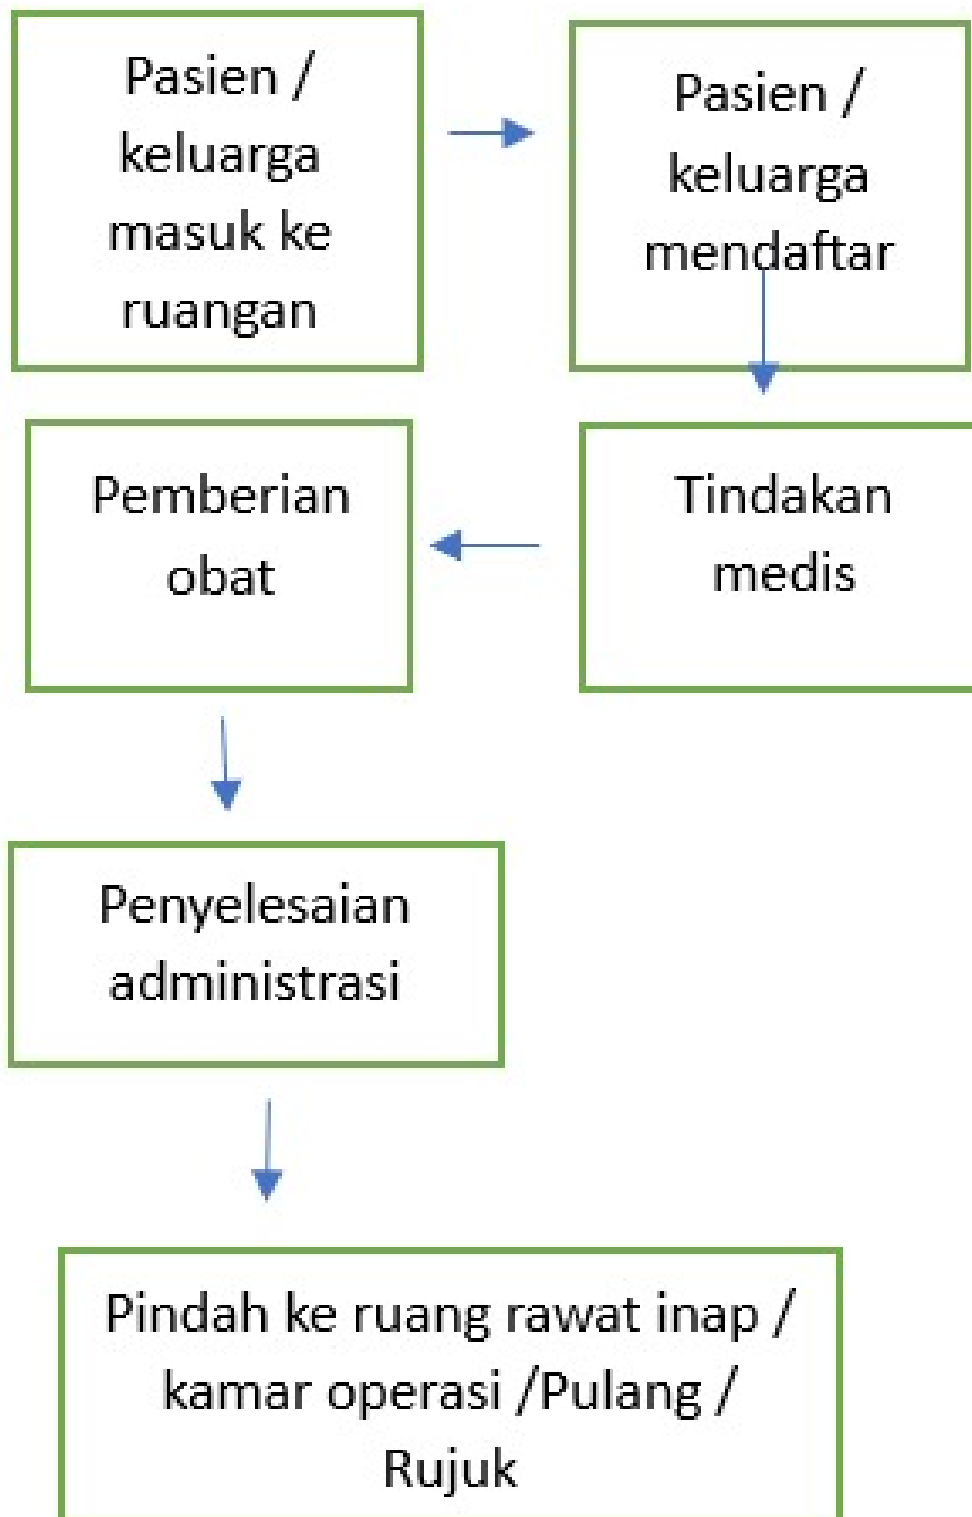 Pasien /
keluarga
masuk ke
ruangan
Pasien /
keluarga
mendaftar
Tindakan
medis
Pemberian
obat
Penyelesaian
administrasi
Pindah ke ruang rawat inap /
kamar operasi /Pulang /
Rujuk